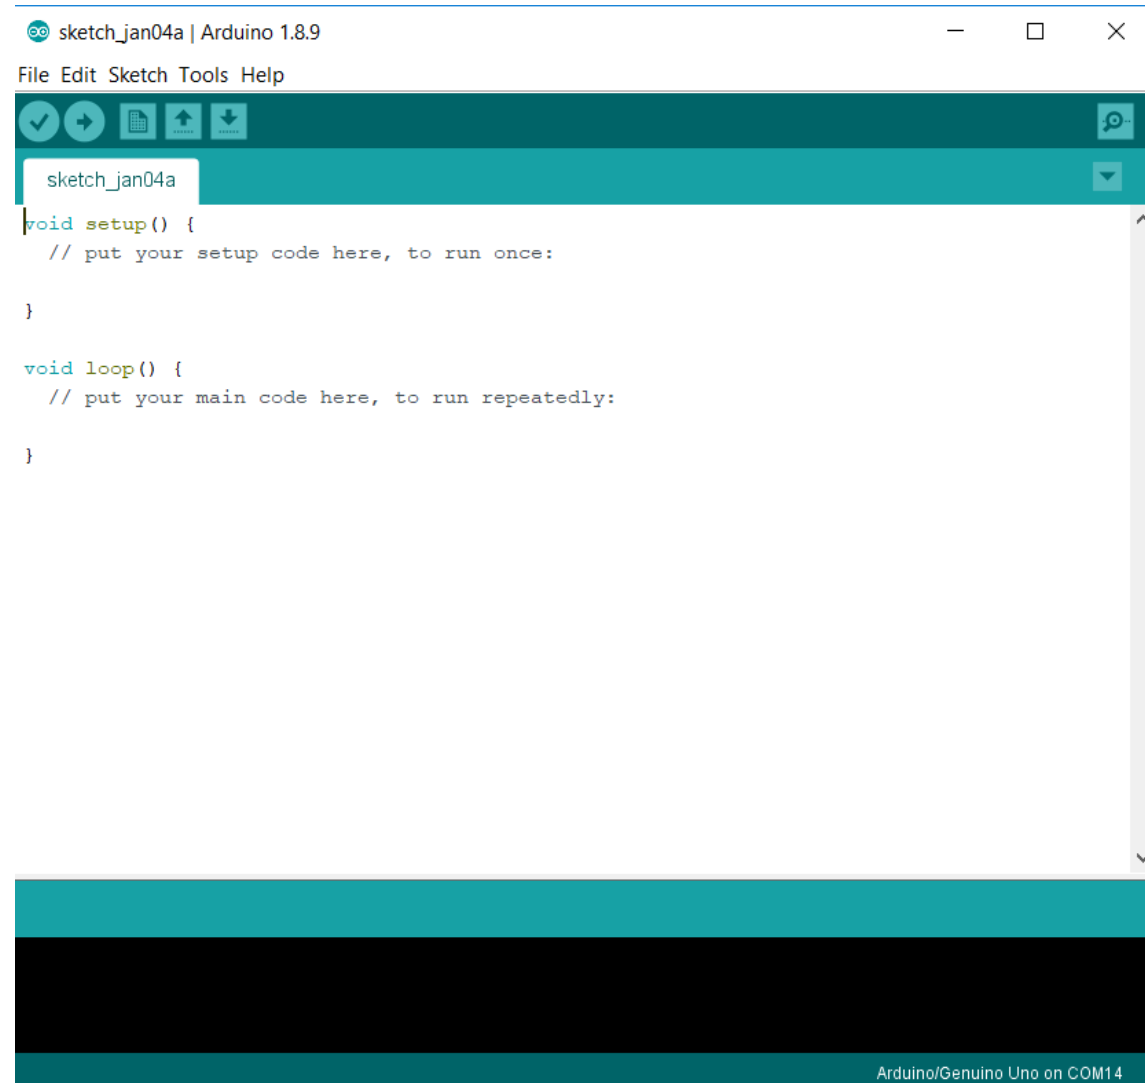 sketch_jan04a | Arduino 1.8.9
File Edit Sketch Tools Help
sketch_jan04a
void setup() {
  // put your setup code here, to run once:
}
void loop() {
  // put your main code here, to run repeatedly:
}
Arduino/Genuino Uno on COM14